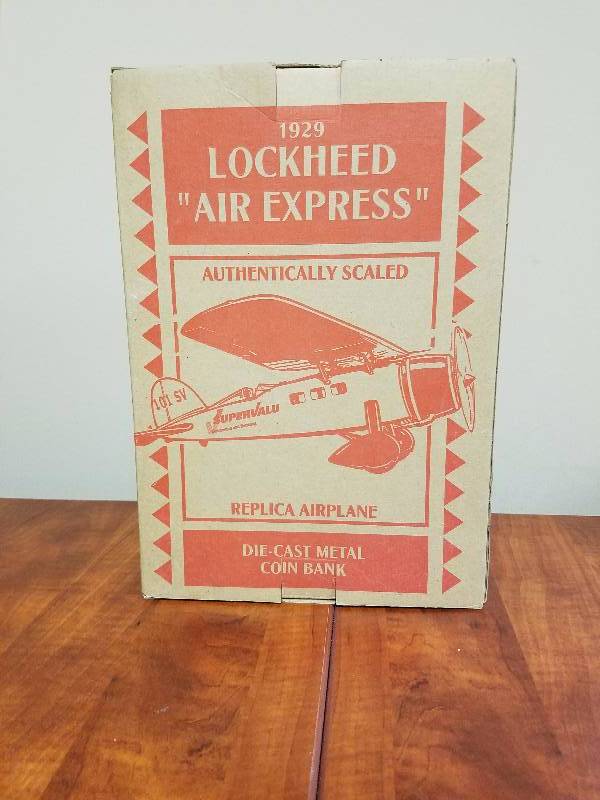 1929
LOCKHEED
"AIR EXPRESS"
AUTHENTICALLY SCALED
101 SV
SUPERVALU
REPLICA AIRPLANE
DIE-CAST METAL
COIN BANK